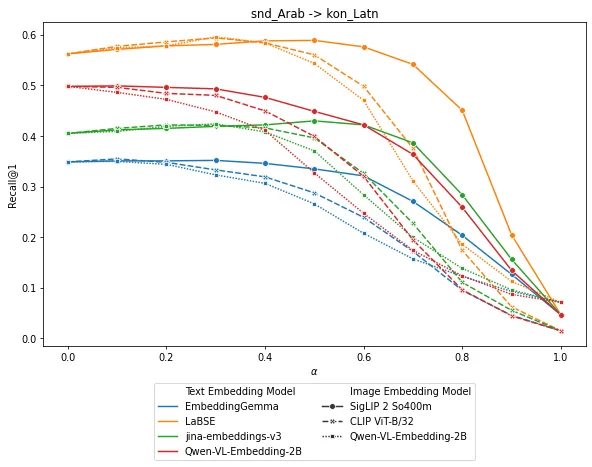 snd_Arab -> kon_Latn
Recall@1
0.6
0.5
0.4
0.3
0.2
0.1
0.0
0.0 0.2 0.4 0.6 0.8 1.0
α
Text Embedding Model Image Embedding Model
EmbeddingGemma SigLIP 2 So400m
LaBSE CLIP ViT-B/32
jina-embeddings-v3 Qwen-VL-Embedding-2B
Qwen-VL-Embedding-2B